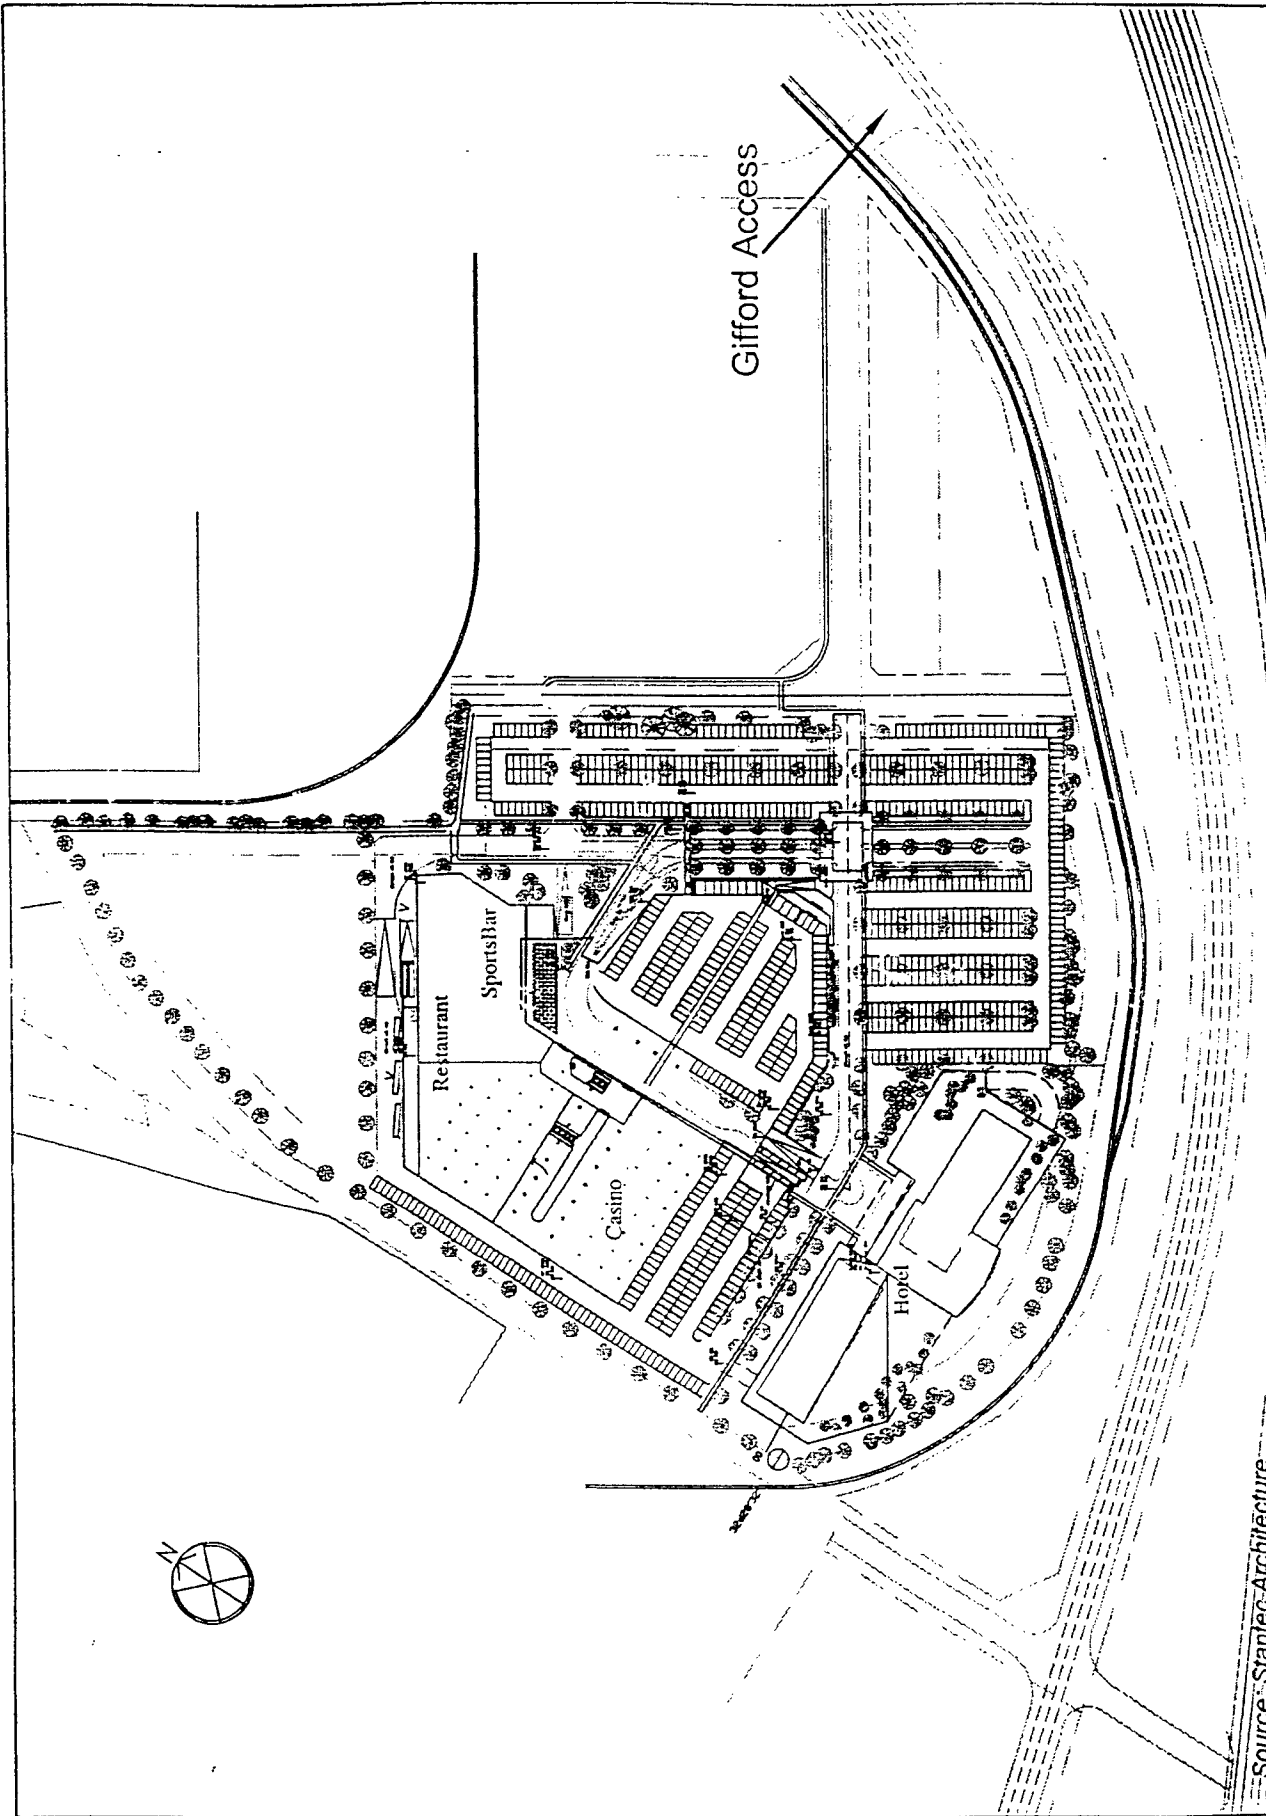 Gifford Access
SportsBar
Restaurant
Casino
Hotel
N
Source: Stantec Architecture